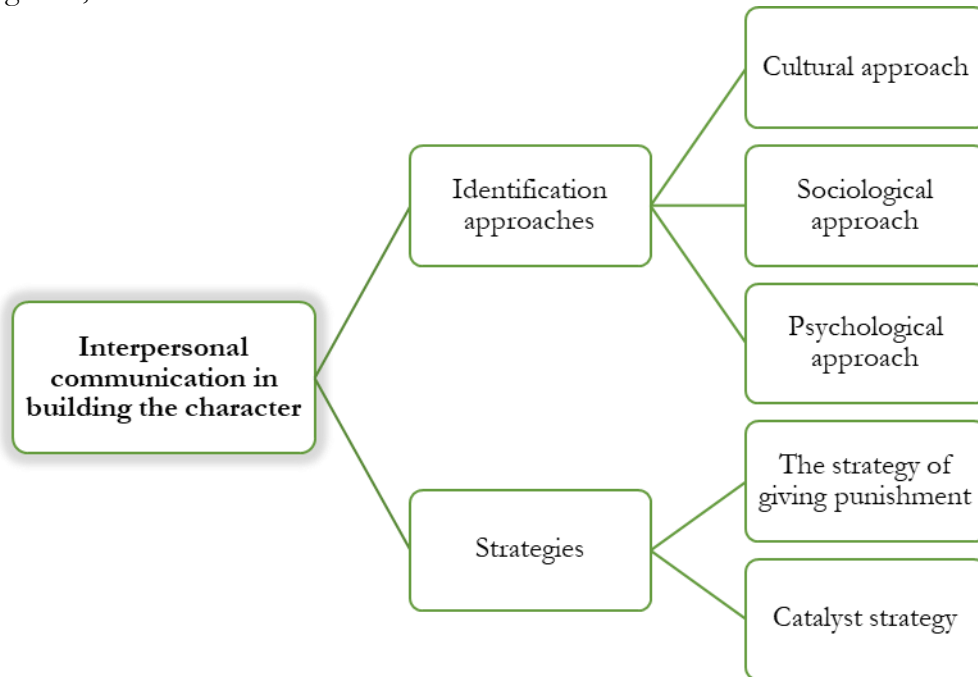 Cultural approach
Identification
approaches
Sociological
approach
Psychological
approach
Interpersonal
communication in
building the character
The strategy of
giving punishment
Strategies
Catalyst strategy